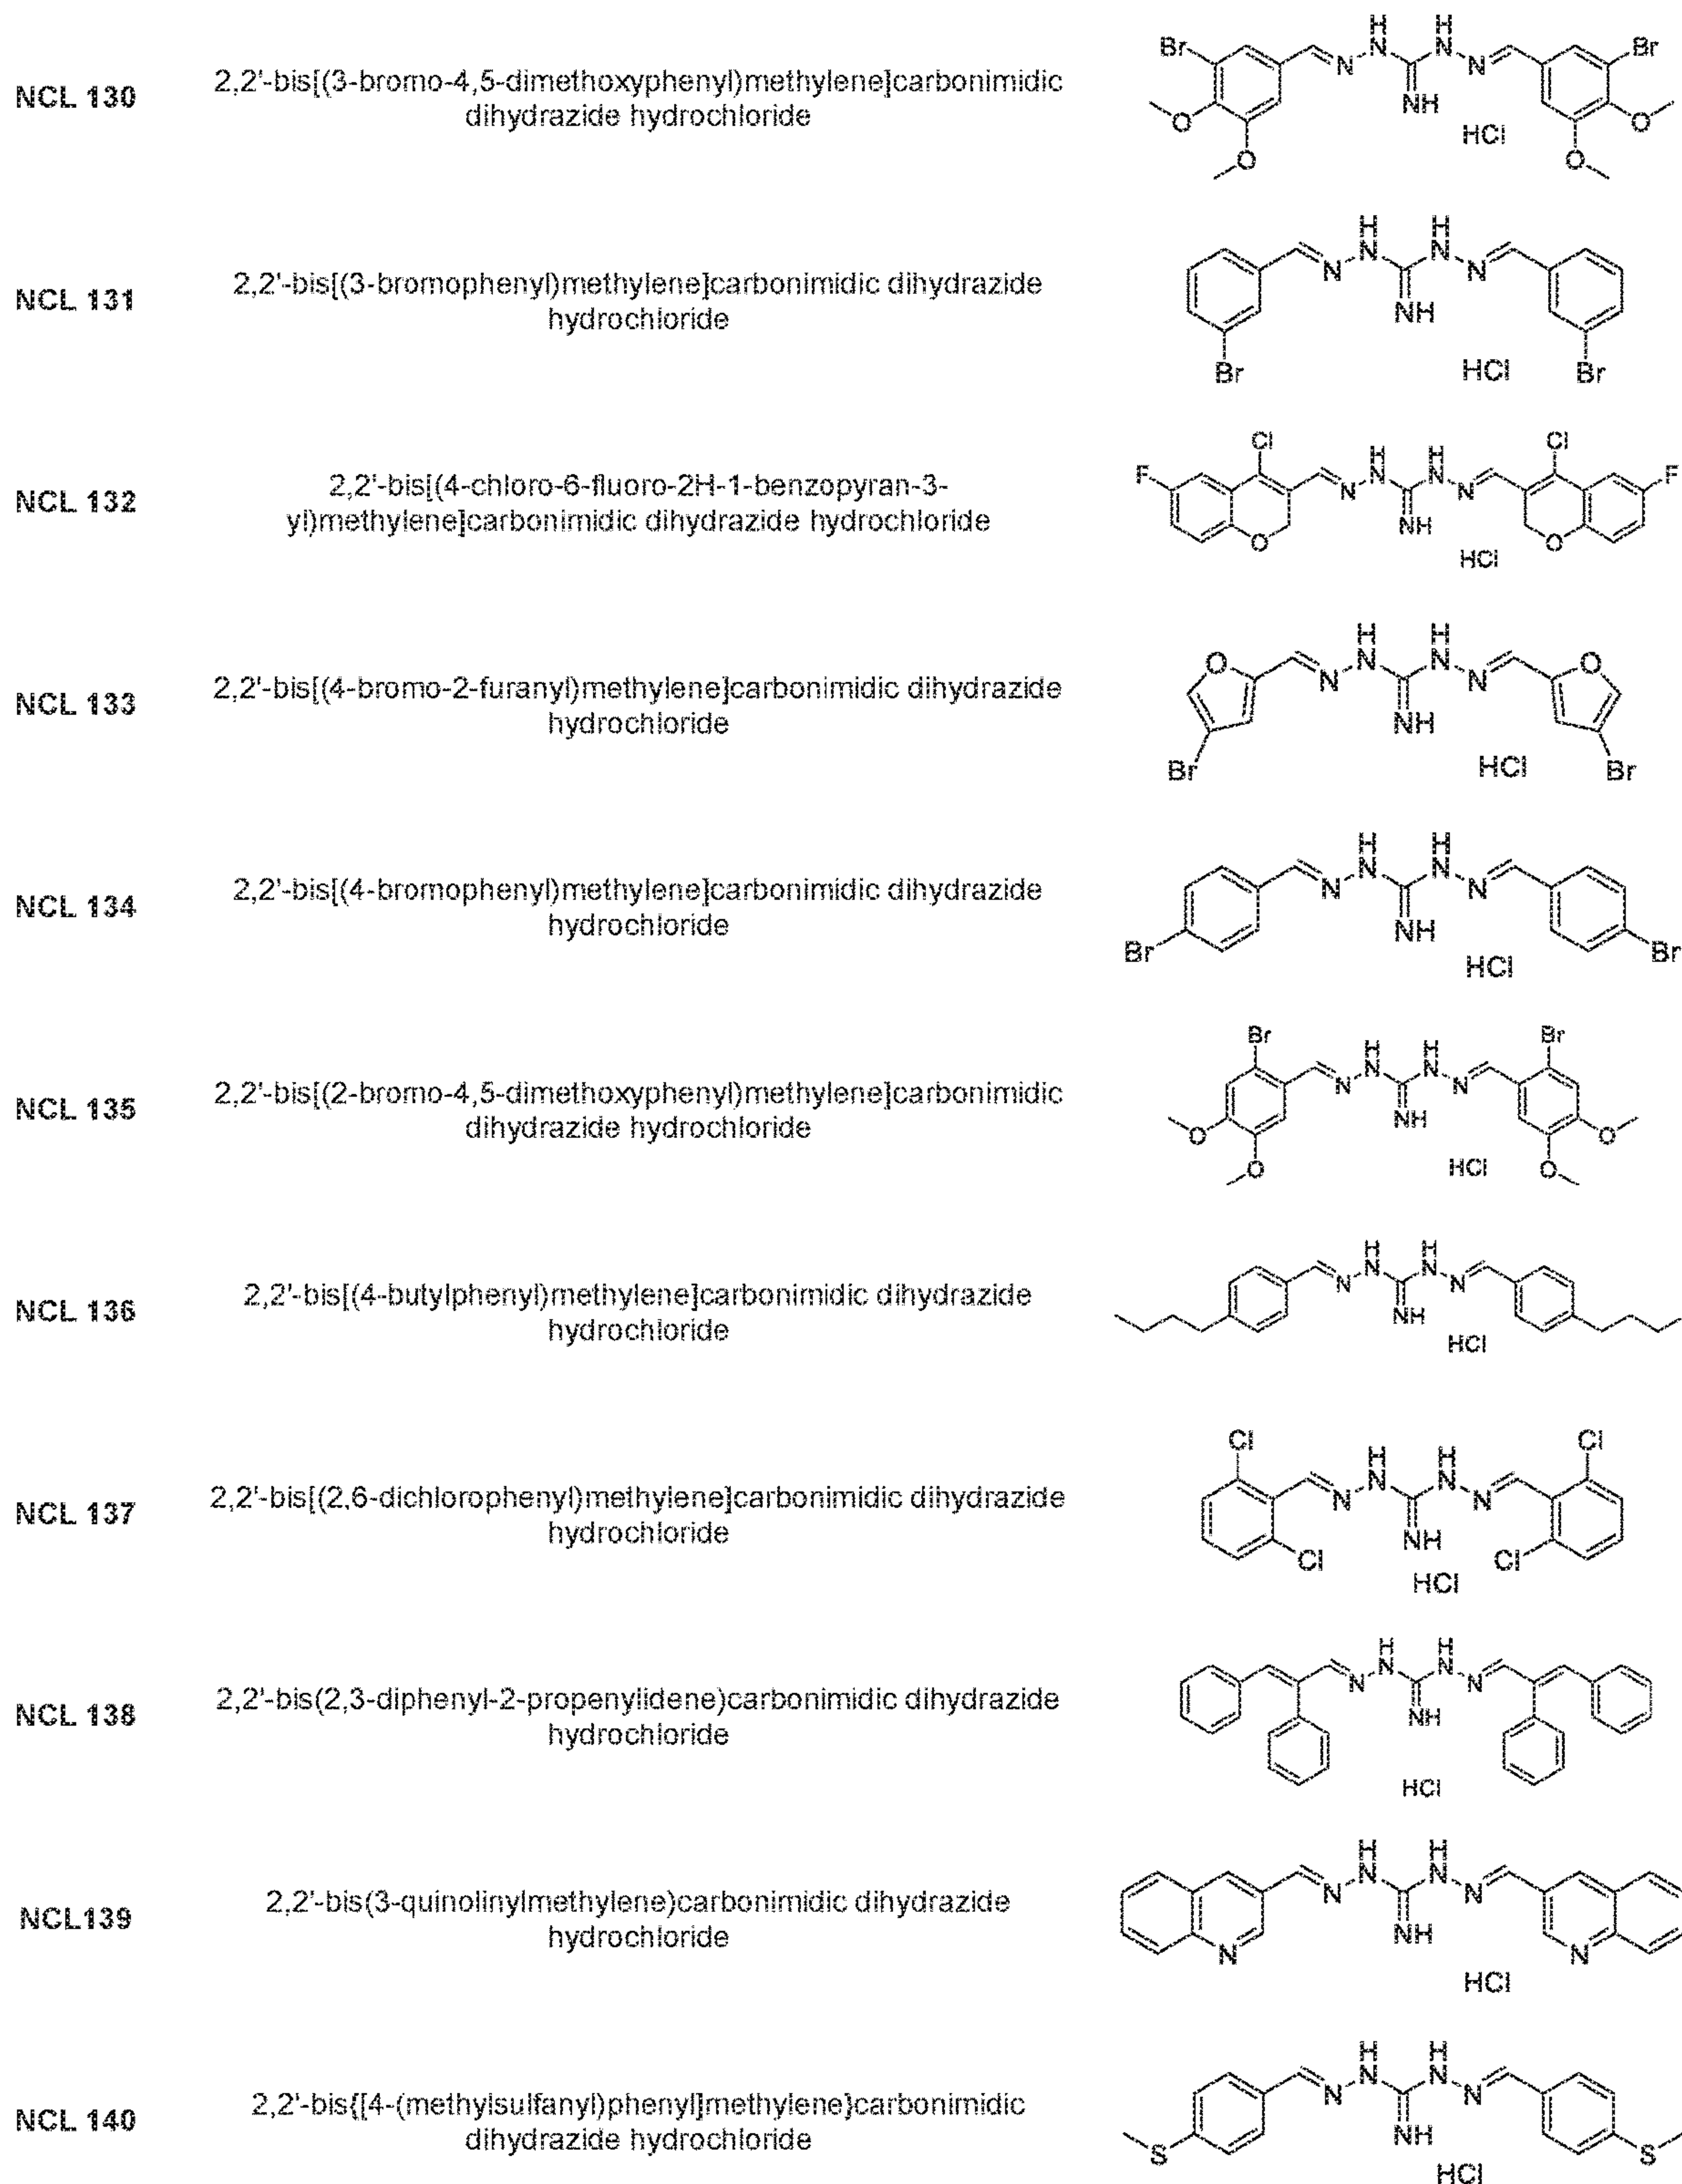 NCL 130
2,2'-bis[(3-bromo-4,5-dimethoxyphenyl)methylene]carbonimidic
dihydrazide hydrochloride
H H
Br N N Br
N N
NH
O HCl O
O O
NCL 131
2,2'-bis[(3-bromophenyl)methylene]carbonimidic dihydrazide
hydrochloride
H H
N N
N N
NH
Br HCl Br
NCL 132
2,2'-bis[(4-chloro-6-fluoro-2H-1-benzopyran-3-
yl)methylene]carbonimidic dihydrazide hydrochloride
Cl H H Cl
F N N F
N N
NH
O O
HCl
NCL 133
2,2'-bis[(4-bromo-2-furanyl)methylene]carbonimidic dihydrazide
hydrochloride
H H
O N N O
N N
NH
Br HCl Br
NCL 134
2,2'-bis[(4-bromophenyl)methylene]carbonimidic dihydrazide
hydrochloride
H H
N N
N N
NH
Br HCl Br
NCL 135
2,2'-bis[(2-bromo-4,5-dimethoxyphenyl)methylene]carbonimidic
dihydrazide hydrochloride
Br H H Br
N N
N N
NH
O O
O HCl O
NCL 136
2,2'-bis[(4-butylphenyl)methylene]carbonimidic dihydrazide
hydrochloride
H H
N N
N N
NH
HCl
NCL 137
2,2'-bis[(2,6-dichlorophenyl)methylene]carbonimidic dihydrazide
hydrochloride
Cl H H Cl
N N
N N
NH
Cl Cl
HCl
NCL 138
2,2'-bis(2,3-diphenyl-2-propenylidene)carbonimidic dihydrazide
hydrochloride
H H
N N
N N
NH
HCl
NCL139
2,2'-bis(3-quinolinylmethylene)carbonimidic dihydrazide
hydrochloride
H H
N N
N N
NH
N N
HCl
NCL 140
2,2'-bis{[4-(methylsulfanyl)phenyl]methylene}carbonimidic
dihydrazide hydrochloride
H H
N N
N N
NH
S S
HCl